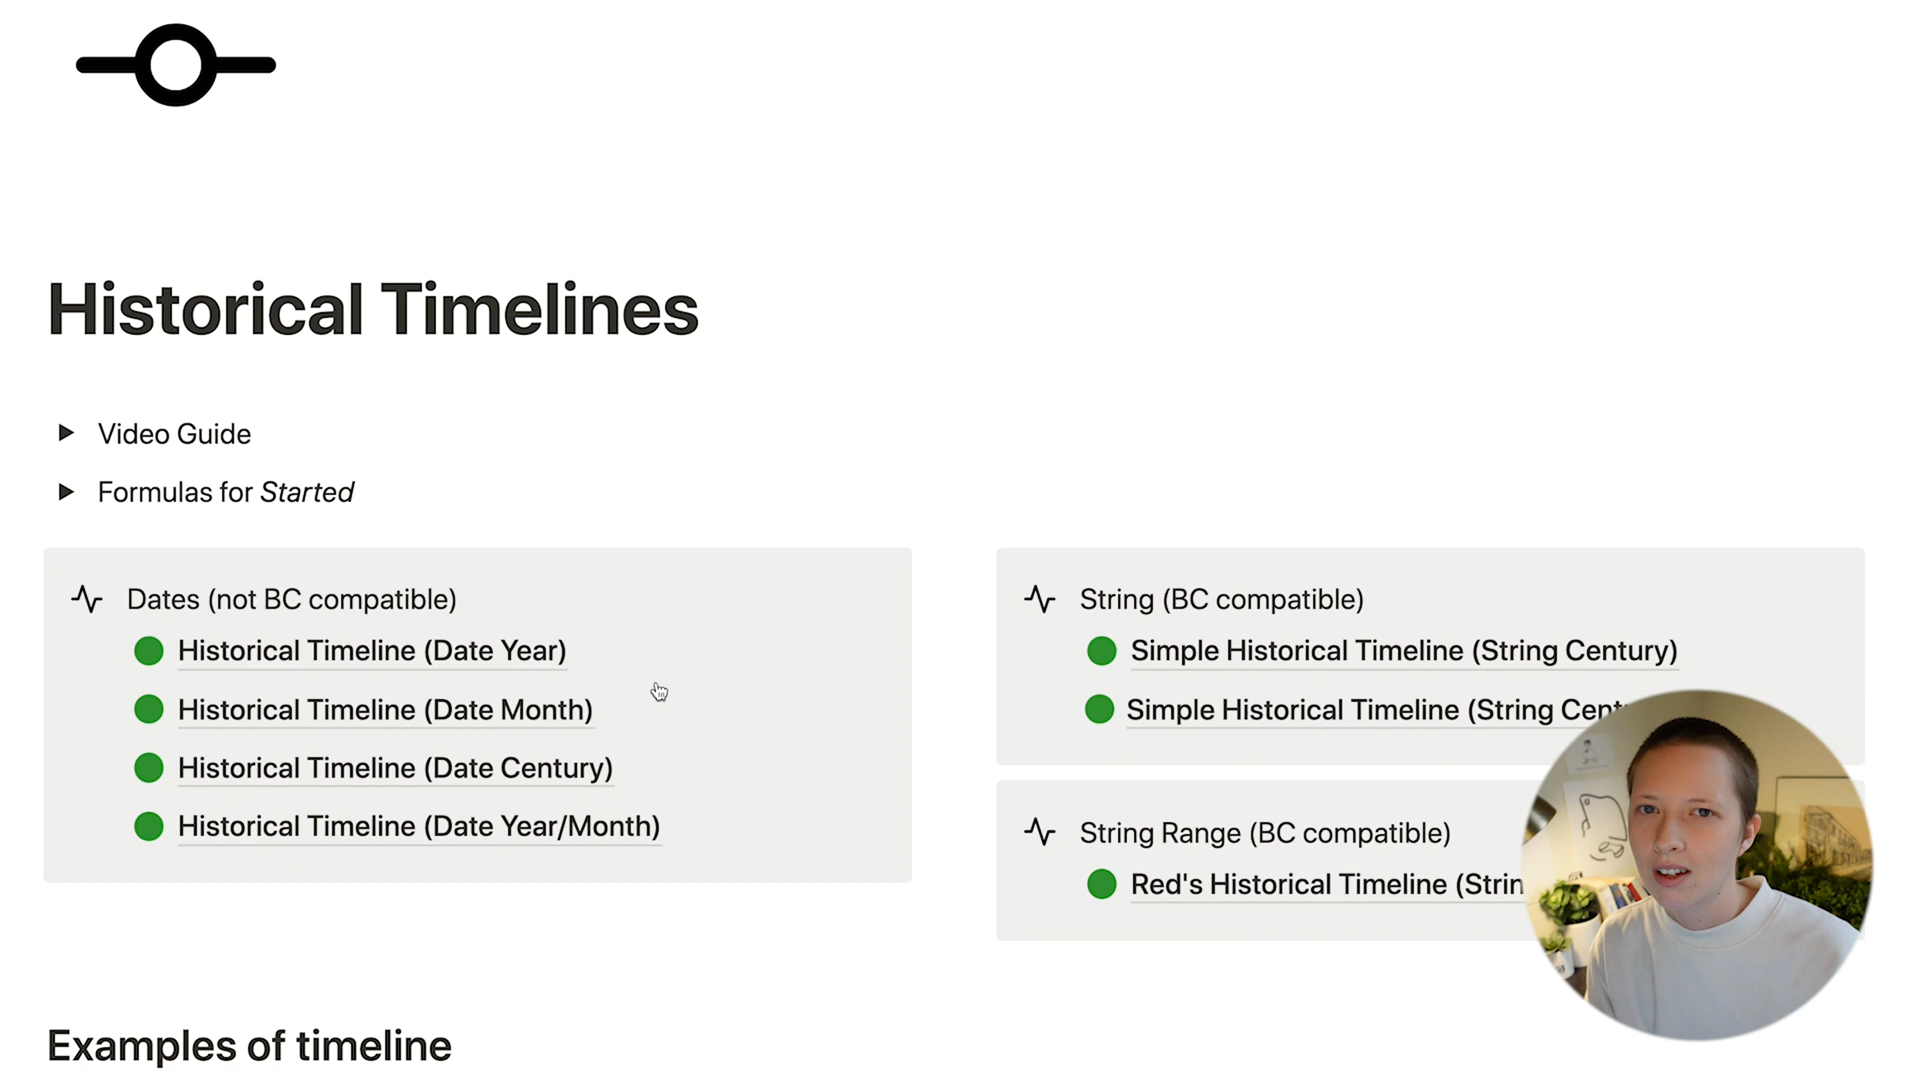 Historical Timelines
Video Guide
Formulas for Started
Dates (not BC compatible)
Historical Timeline (Date Year)
Historical Timeline (Date Month)
Historical Timeline (Date Century)
Historical Timeline (Date Year/Month)
String (BC compatible)
Simple Historical Timeline (String Century)
Simple Historical Timeline (String
String Range (BC compatible)
Red's Historical Timeline
Examples of timeline